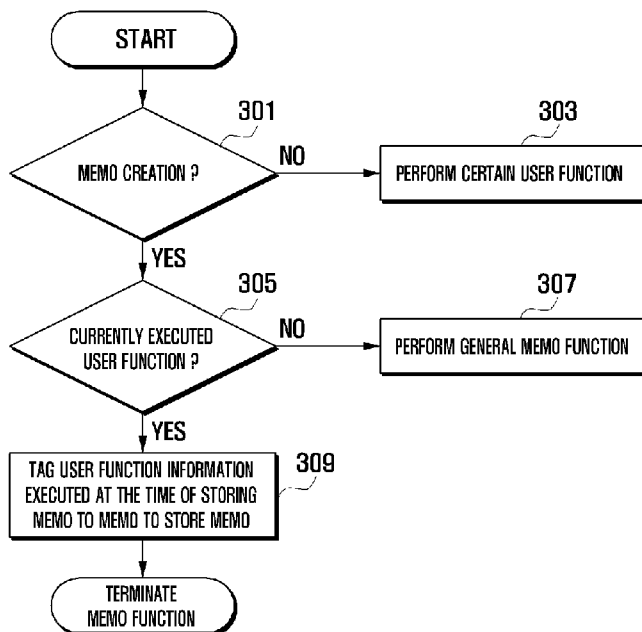 START
301
MEMO CREATION ?
NO
303
PERFORM CERTAIN USER FUNCTION
YES
305
CURRENTLY EXECUTED
USER FUNCTION ?
NO
307
PERFORM GENERAL MEMO FUNCTION
YES
309
TAG USER FUNCTION INFORMATION
EXECUTED AT THE TIME OF STORING
MEMO TO MEMO TO STORE MEMO
TERMINATE
MEMO FUNCTION